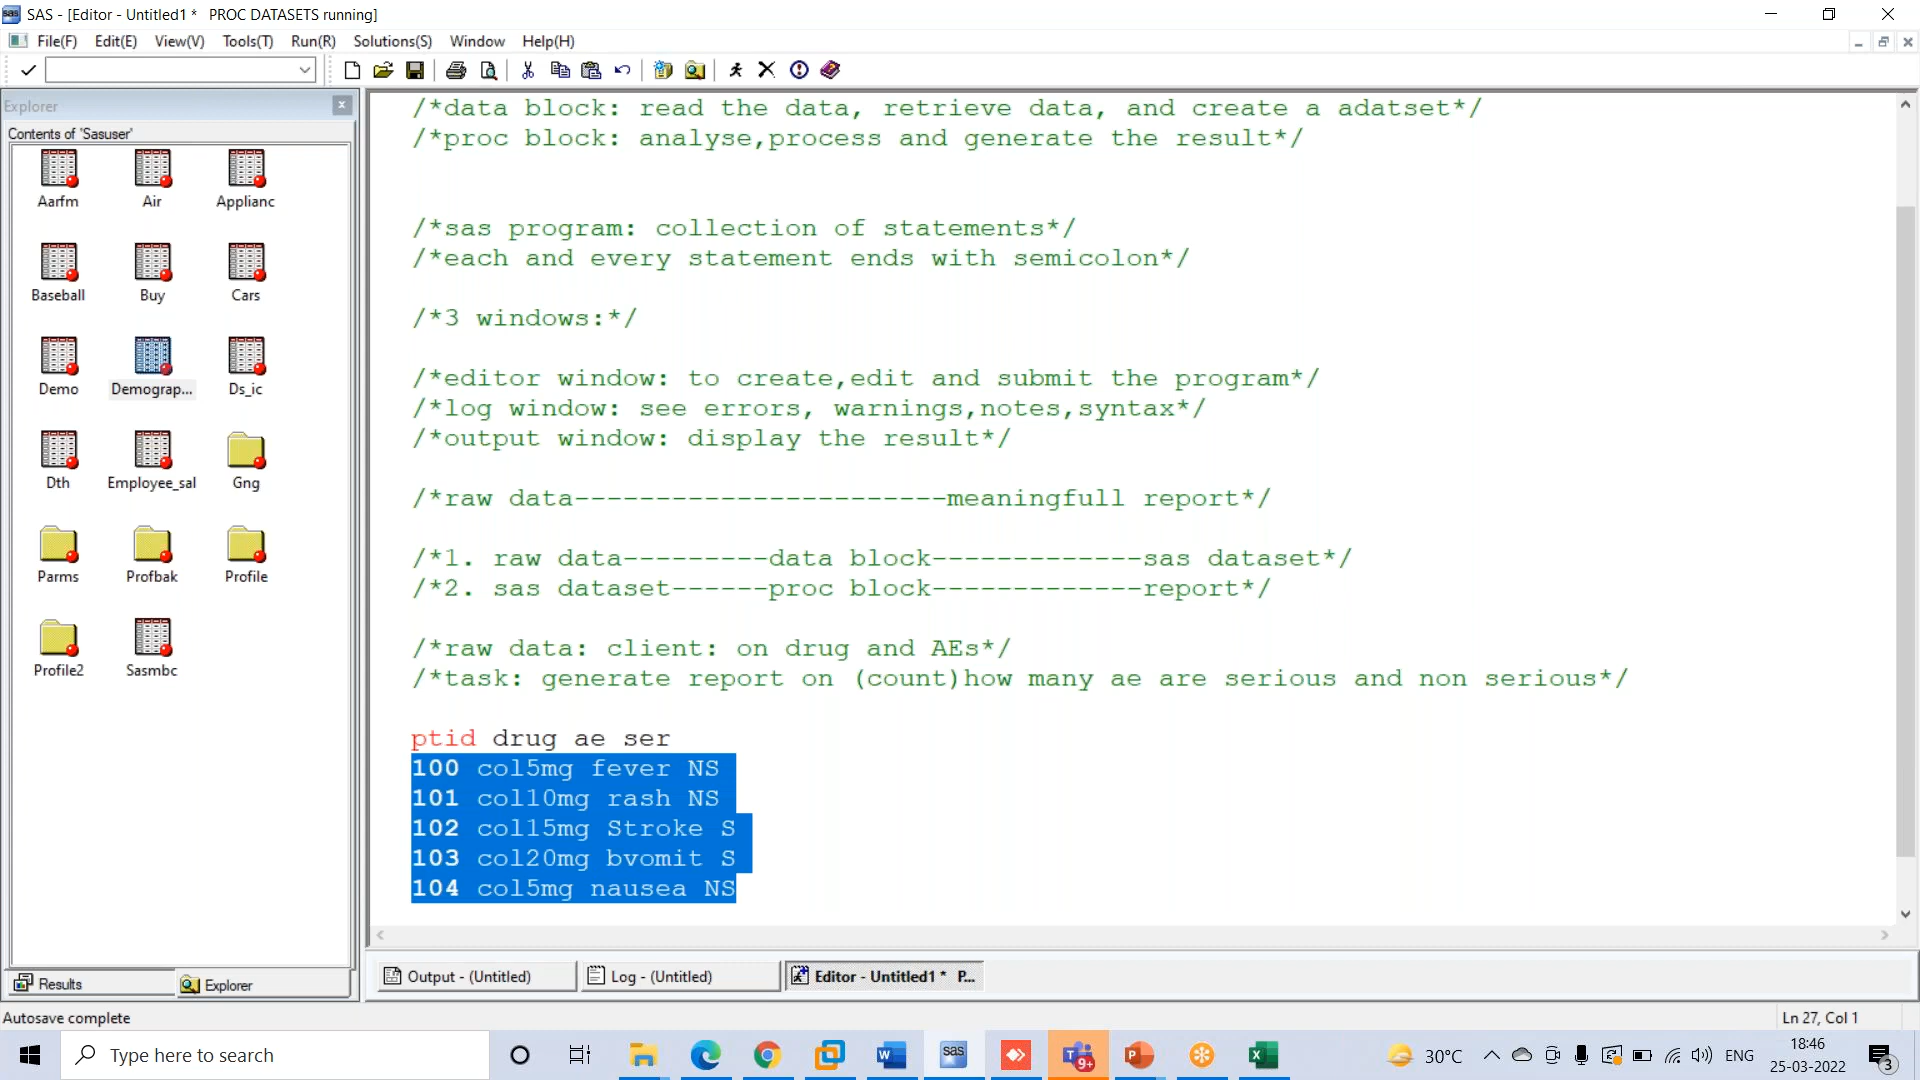 SAS - [Editor - Untitled1 * PROC DATASETS running]
File(F) Edit(E) View(V) Tools(T) Run(R) Solutions(S) Window Help(H)
Explorer
Contents of 'Sasuser'
Aarfm Air Applianc
Baseball Buy Cars
Demo Demograp... Ds_ic
Dth Employee_sal Gng
Parms Profbak Profile
Profile2 Sasmbc
Results Explorer
/*data block: read the data, retrieve data, and create a adatset*/
/*proc block: analyse,process and generate the result*/
/*sas program: collection of statements*/
/*each and every statement ends with semicolon*/
/*3 windows:*/
/*editor window: to create,edit and submit the program*/
/*log window: see errors, warnings,notes,syntax*/
/*output window: display the result*/
/*raw data-----------------------meaningfull report*/
/*1. raw data---------data block-------------sas dataset*/
/*2. sas dataset------proc block-------------report*/
/*raw data: client: on drug and AEs*/
/*task: generate report on (count)how many ae are serious and non serious*/
ptid drug ae ser
100 col5mg fever NS
101 col10mg rash NS
102 col15mg Stroke S
103 col20mg bvomit S
104 col5mg nausea NS
Output - (Untitled) Log - (Untitled) Editor - Untitled1 * P...
Autosave complete
Ln 27, Col 1
Type here to search
sas
9+
30°C
ENG
18:46
25-03-2022
3